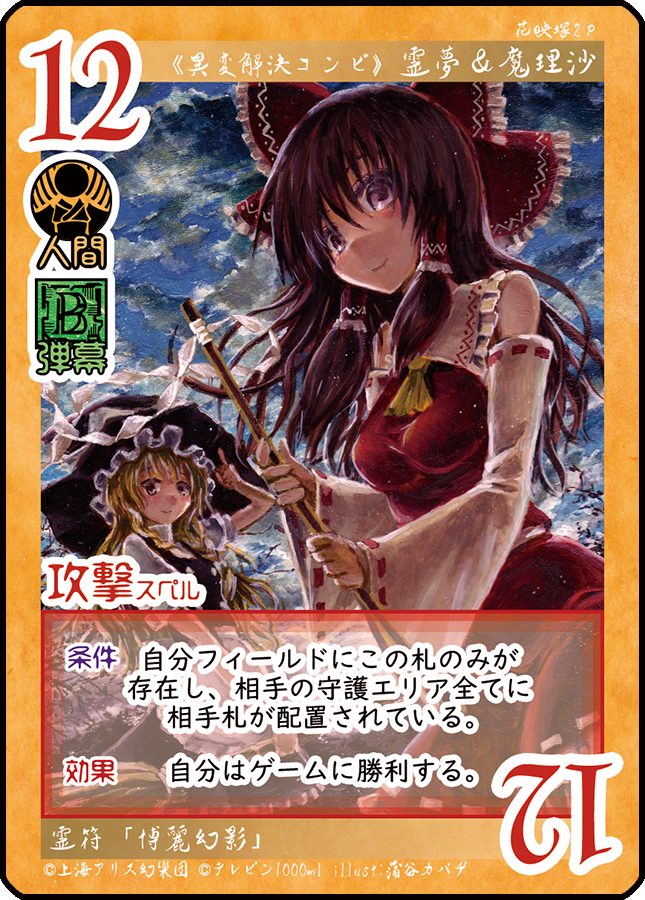 花映塚2P
12
《異変解決コンビ》 霊夢&魔理沙
人間
B
弾幕
攻撃スペル
条件 自分フィールドにこの札のみが
存在し、相手の守護エリア全てに
相手札が配置されている。
効果 自分はゲームに勝利する。
12
霊符 「博麗幻影」
©上海アリス幻樂団 ©テレピン1000ml illust:蒲谷カバヂ